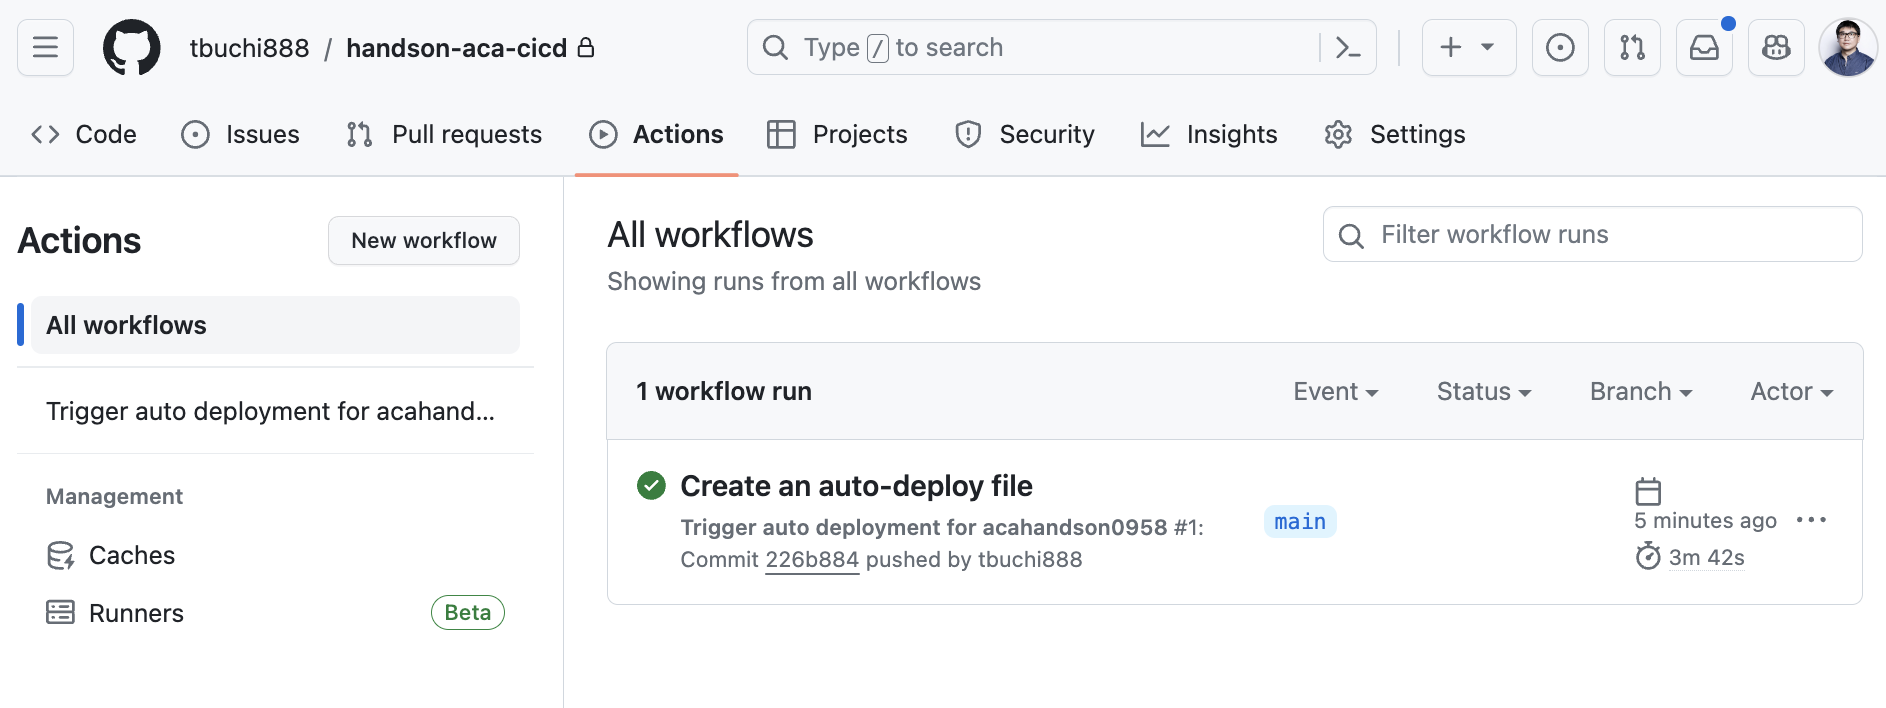 tbuchi888 / handson-aca-cicd
Type / to search
Code
Issues
Pull requests
Actions
Projects
Security
Insights
Settings
Actions
New workflow
All workflows
Trigger auto deployment for acahand...
Management
Caches
Runners
Beta
All workflows
Showing runs from all workflows
Filter workflow runs
1 workflow run
Event
Status
Branch
Actor
Create an auto-deploy file
Trigger auto deployment for acahandson0958 #1:
Commit 226b884 pushed by tbuchi888
main
5 minutes ago
3m 42s